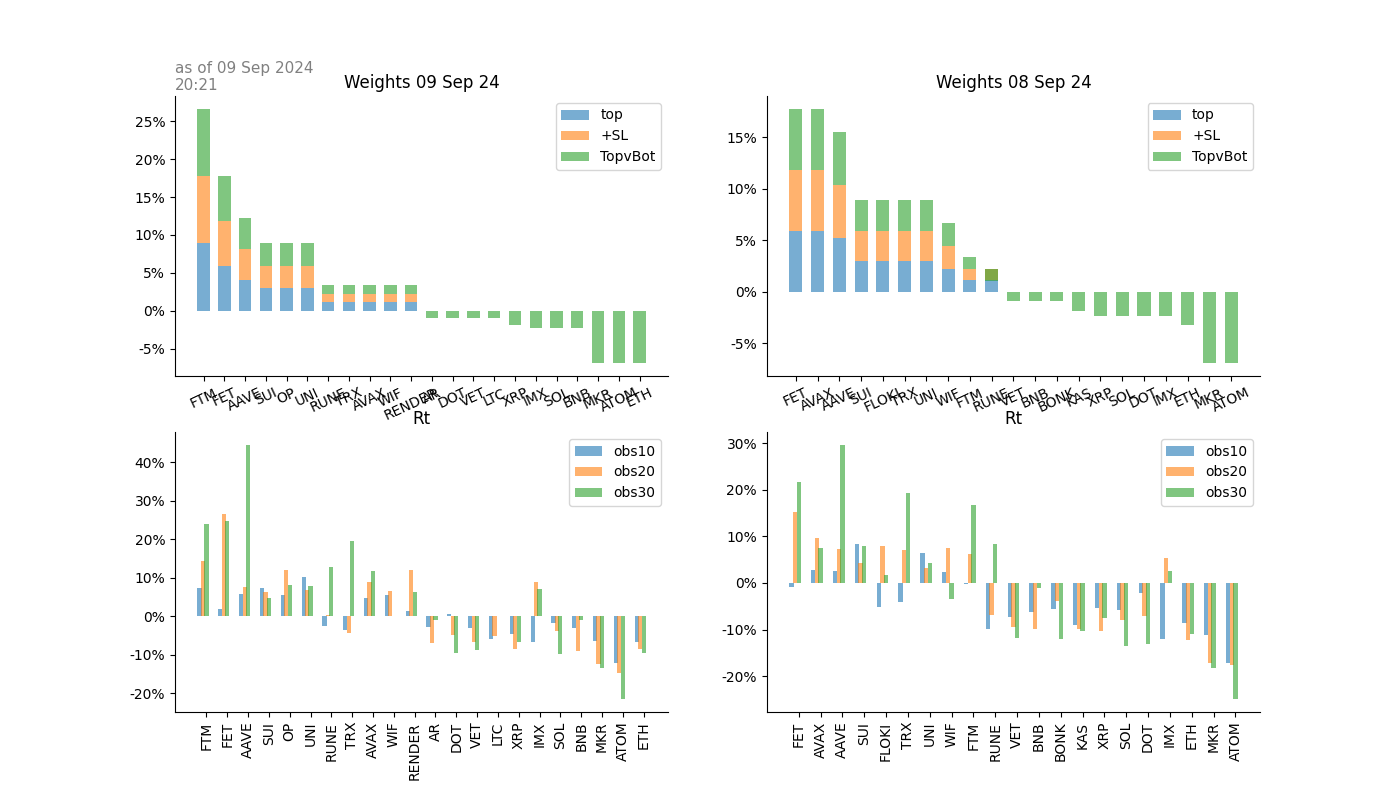 as of 09 Sep 2024
20:21
Weights 09 Sep 24
25%
20%
15%
10%
5%
0%
-5%
top
+SL
TopvBot
FTM FET AAVE SUI OP UNI RUNE TRX AVAX WIF RENDER AR DOT VET LTC XRP IMX SOL BNB MKR ATOM ETH
Weights 08 Sep 24
15%
10%
5%
0%
-5%
top
+SL
TopvBot
FET AVAX AAVE SUI FLOKI TRX UNI WIF FTM RUNE VET BNB BONK KAS XRP SOL DOT IMX ETH MKR ATOM
Rt
40%
30%
20%
10%
0%
-10%
-20%
obs10
obs20
obs30
FTM FET AAVE SUI OP UNI RUNE TRX AVAX WIF RENDER AR DOT VET LTC XRP IMX SOL BNB MKR ATOM ETH
Rt
30%
20%
10%
0%
-10%
-20%
obs10
obs20
obs30
FET AVAX AAVE SUI FLOKI TRX UNI WIF FTM RUNE VET BNB BONK KAS XRP SOL DOT IMX ETH MKR ATOM